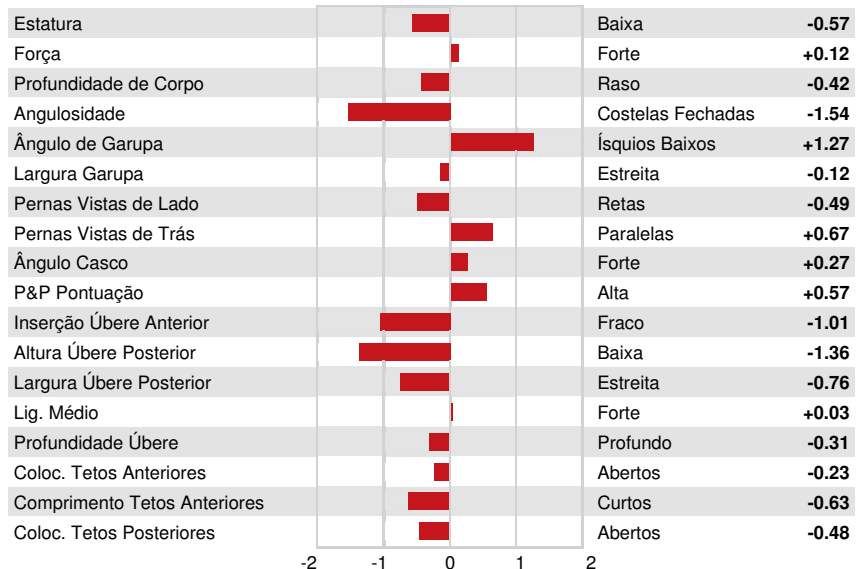 Estatura Baixa -0.57
Força Forte +0.12
Profundidade de Corpo Raso -0.42
Angulosidade Costelas Fechadas -1.54
Ângulo de Garupa Ísquios Baixos +1.27
Largura Garupa Estreita -0.12
Pernas Vistas de Lado Retas -0.49
Pernas Vistas de Trás Paralelas +0.67
Ângulo Casco Forte +0.27
P&P Pontuação Alta +0.57
Inserção Úbere Anterior Fraco -1.01
Altura Úbere Posterior Baixa -1.36
Largura Úbere Posterior Estreita -0.76
Lig. Médio Forte +0.03
Profundidade Úbere Profundo -0.31
Coloc. Tetos Anteriores Abertos -0.23
Comprimento Tetos Anteriores Curtos -0.63
Coloc. Tetos Posteriores Abertos -0.48
-2 -1 0 1 2